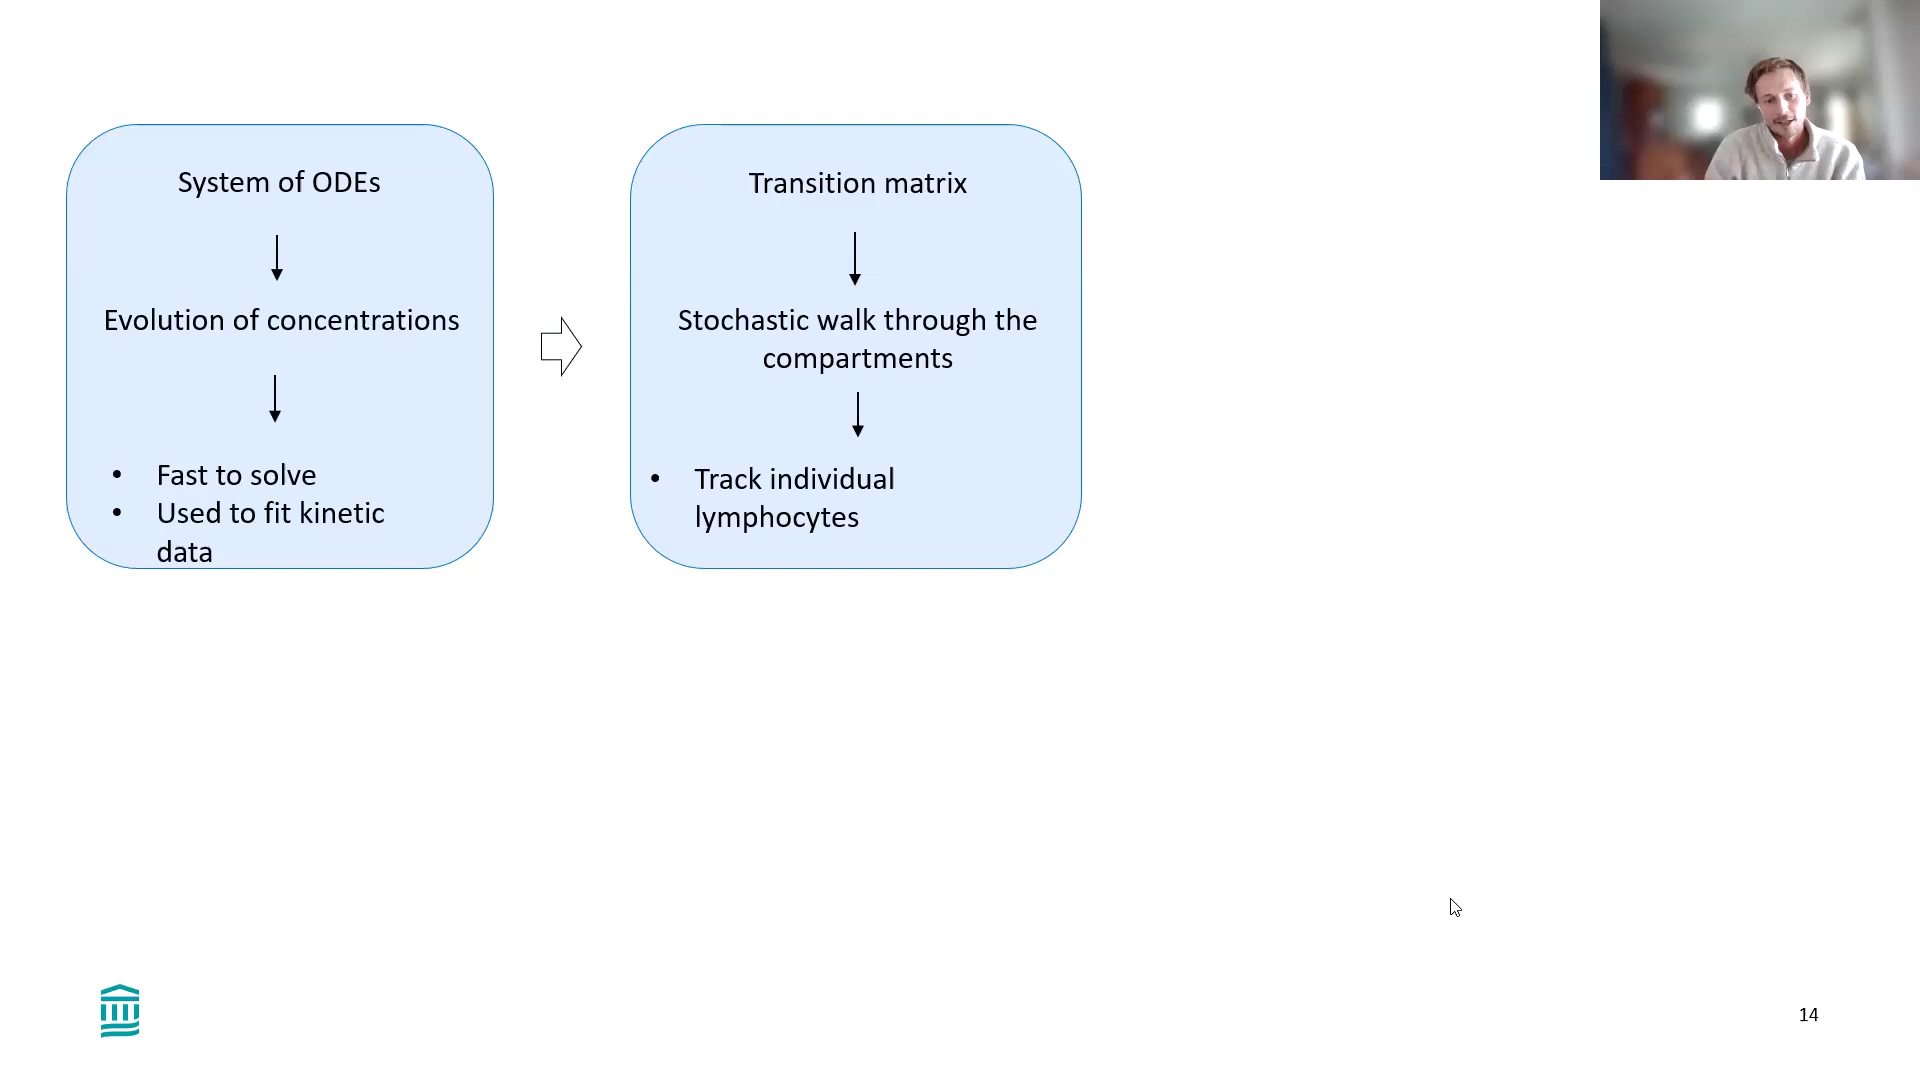 System of ODEs
Evolution of concentrations
• Fast to solve
• Used to fit kinetic
data
Transition matrix
Stochastic walk through the
compartments
• Track individual
lymphocytes
14